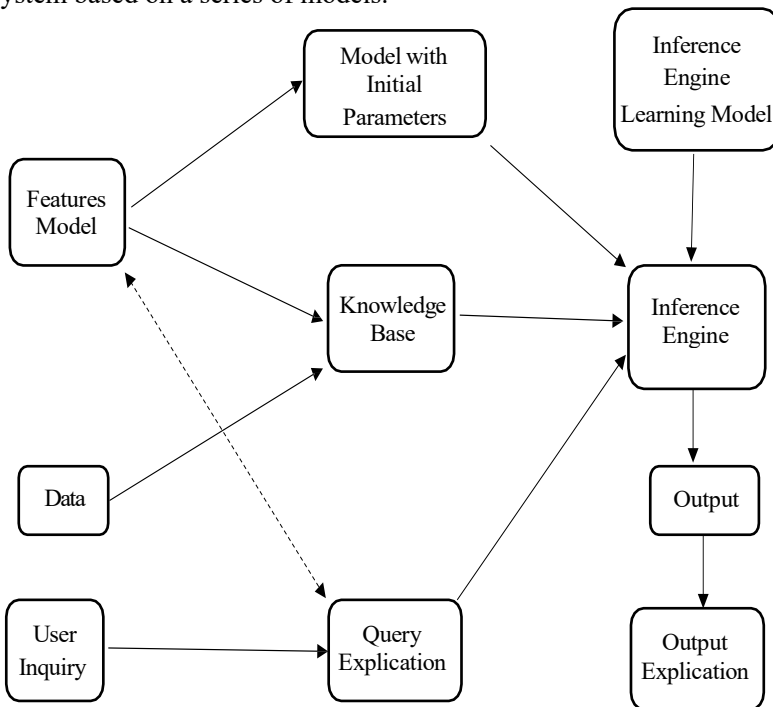 ystem based on a series of models.
Model with
Initial
Parameters
Inference
Engine
Learning Model
Features
Model
Knowledge
Base
Inference
Engine
Data
Output
User
Inquiry
Query
Explication
Output
Explication